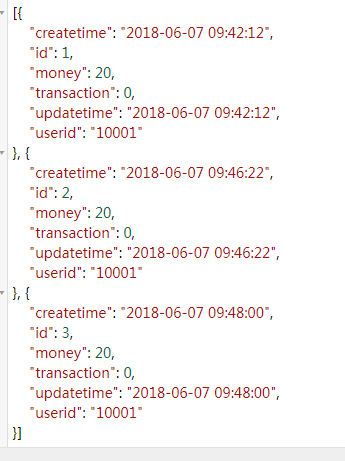 [{
"createtime": "2018-06-07 09:42:12",
"id": 1,
"money": 20,
"transaction": 0,
"updatetime": "2018-06-07 09:42:12",
"userid": "10001"
}, {
"createtime": "2018-06-07 09:46:22",
"id": 2,
"money": 20,
"transaction": 0,
"updatetime": "2018-06-07 09:46:22",
"userid": "10001"
}, {
"createtime": "2018-06-07 09:48:00",
"id": 3,
"money": 20,
"transaction": 0,
"updatetime": "2018-06-07 09:48:00",
"userid": "10001"
}]